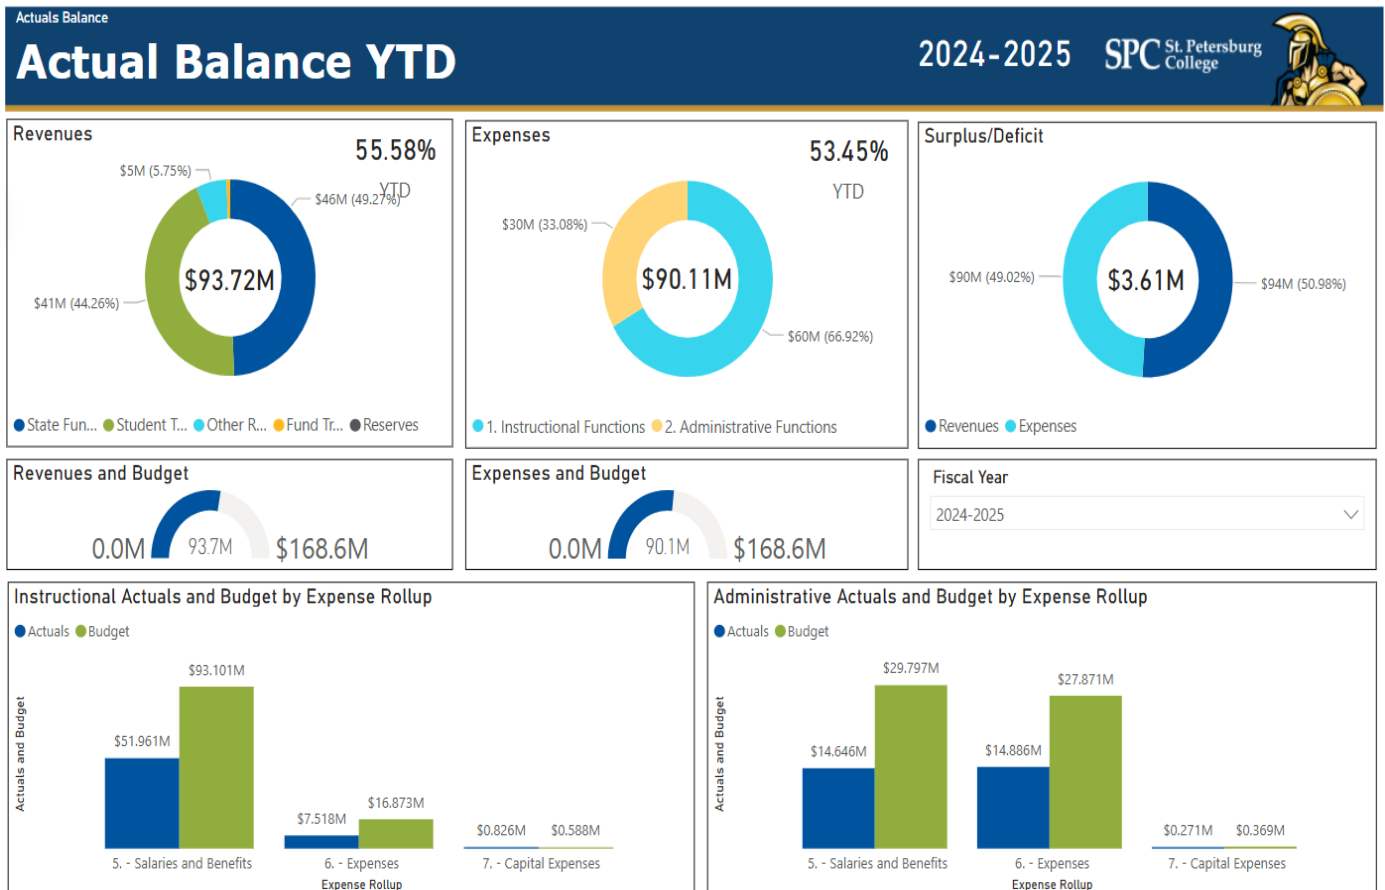 Actuals Balance
Actual Balance YTD
2024-2025
SPC St. Petersburg
College
Revenues
55.58%
YTD
$5M (5.75%)
$46M (49.27%)
$93.72M
$41M (44.26%)
State Fun... Student T... Other R... Fund Tr... Reserves
Expenses
53.45%
YTD
$30M (33.08%)
$90.11M
$60M (66.92%)
1. Instructional Functions 2. Administrative Functions
Surplus/Deficit
$90M (49.02%)
$3.61M
$94M (50.98%)
Revenues Expenses
Revenues and Budget
0.0M 93.7M $168.6M
Expenses and Budget
0.0M 90.1M $168.6M
Fiscal Year
2024-2025
Instructional Actuals and Budget by Expense Rollup
Actuals Budget
Actuals and Budget
$93.101M
$51.961M
$16.873M
$7.518M
$0.826M $0.588M
5. - Salaries and Benefits 6. - Expenses 7. - Capital Expenses
Expense Rollup
Administrative Actuals and Budget by Expense Rollup
Actuals Budget
Actuals and Budget
$29.797M
$27.871M
$14.646M $14.886M
$0.271M $0.369M
5. - Salaries and Benefits 6. - Expenses 7. - Capital Expenses
Expense Rollup